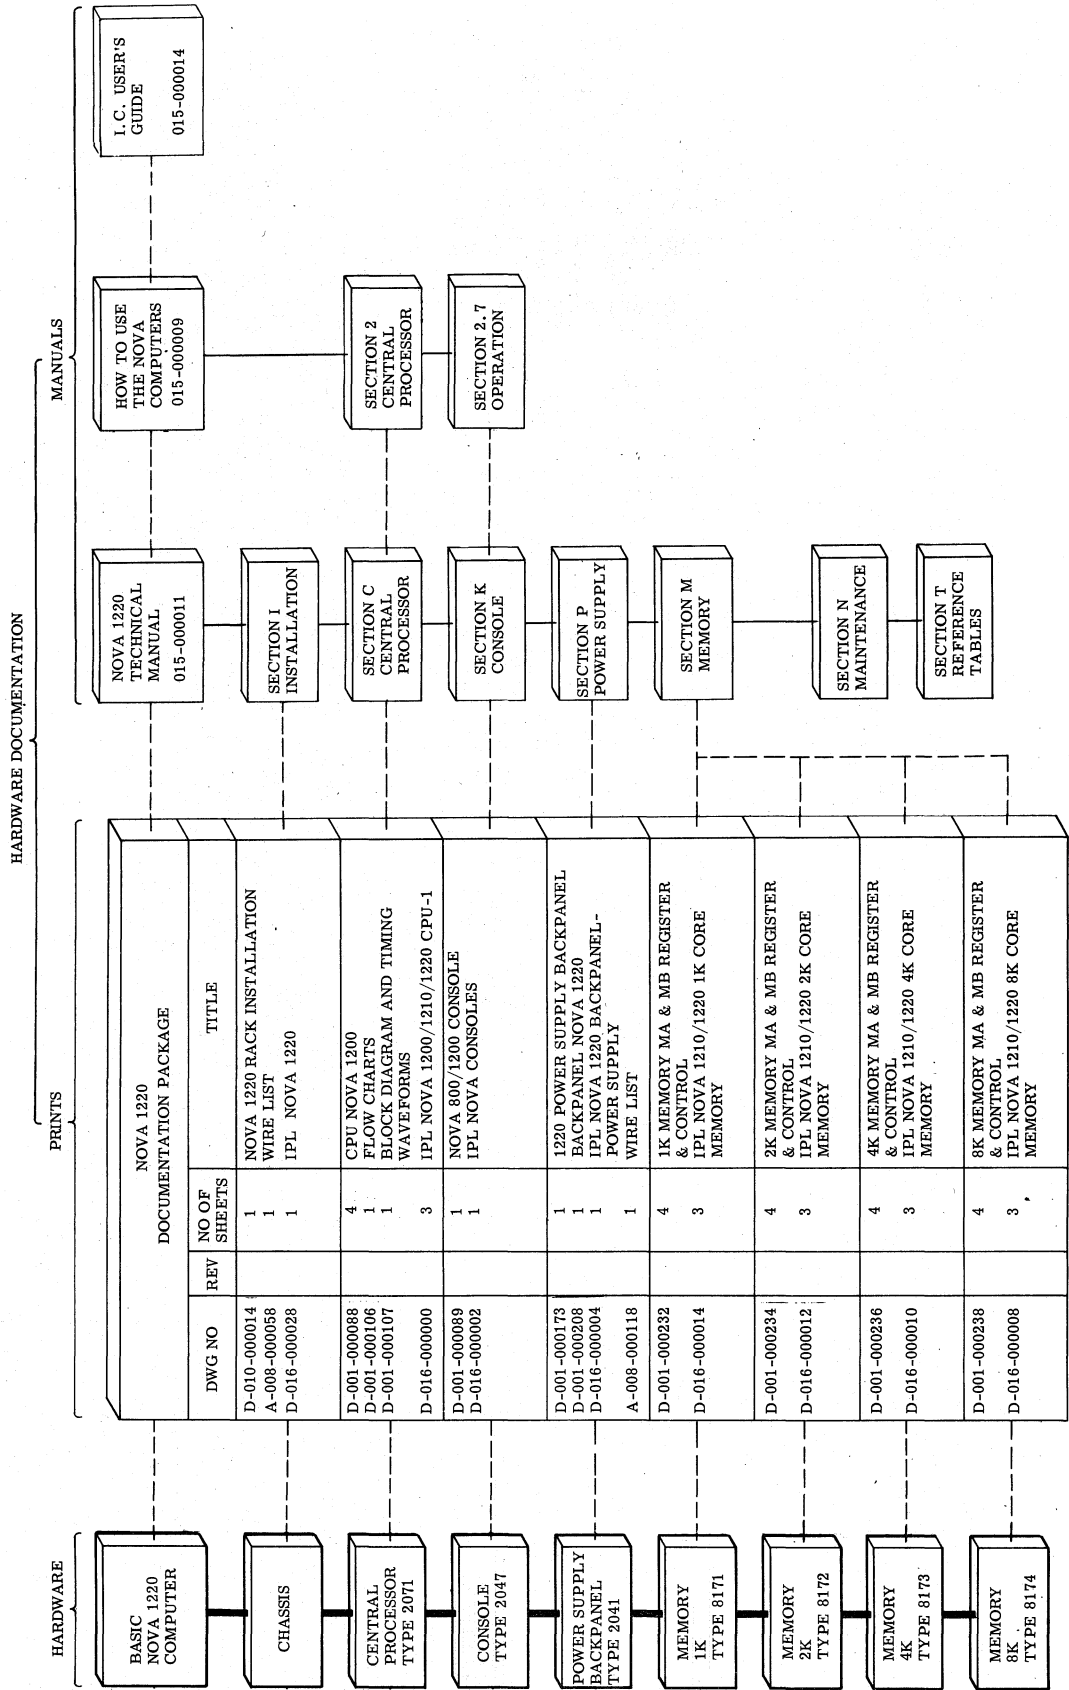 HARDWARE DOCUMENTATION
HARDWARE
PRINTS
MANUALS
BASIC
NOVA 1220
COMPUTER
CHASSIS
CENTRAL
PROCESSOR
TYPE 2071
CONSOLE
TYPE 2047
POWER SUPPLY
BACKPANEL
TYPE 2041
MEMORY
1K
TYPE 8171
MEMORY
2K
TYPE 8172
MEMORY
4K
TYPE 8173
MEMORY
8K
TYPE 8174
NOVA 1220
DOCUMENTATION PACKAGE
DWG NO REV NO OF SHEETS TITLE
D-010-000014 1 NOVA 1220 RACK INSTALLATION
A-008-000058 1 WIRE LIST
D-016-000028 1 IPL NOVA 1220
D-001-000088 4 CPU NOVA 1200
D-001-000106 1 FLOW CHARTS
D-001-000107 1 BLOCK DIAGRAM AND TIMING
WAVEFORMS
D-016-000000 3 IPL NOVA 1200/1210/1220 CPU-1
D-001-000089 1 NOVA 800/1200 CONSOLE
D-016-000002 1 IPL NOVA CONSOLES
D-001-000173 1 1220 POWER SUPPLY BACKPANEL
D-001-000208 1 BACKPANEL NOVA 1220
D-016-000004 1 IPL NOVA 1220 BACKPANEL-
POWER SUPPLY
A-008-000118 1 WIRE LIST
D-001-000232 4 1K MEMORY MA & MB REGISTER
& CONTROL
D-016-000014 3 IPL NOVA 1210/1220 1K CORE
MEMORY
D-001-000234 4 2K MEMORY MA & MB REGISTER
& CONTROL
D-016-000012 3 IPL NOVA 1210/1220 2K CORE
MEMORY
D-001-000236 4 4K MEMORY MA & MB REGISTER
& CONTROL
D-016-000010 3 IPL NOVA 1210/1220 4K CORE
MEMORY
D-001-000238 4 8K MEMORY MA & MB REGISTER
& CONTROL
D-016-000008 3 IPL NOVA 1210/1220 8K CORE
MEMORY
NOVA 1220
TECHNICAL
MANUAL
015-000011
SECTION I
INSTALLATION
SECTION C
CENTRAL
PROCESSOR
SECTION K
CONSOLE
SECTION P
POWER SUPPLY
SECTION M
MEMORY
SECTION N
MAINTENANCE
SECTION T
REFERENCE
TABLES
HOW TO USE
THE NOVA
COMPUTERS
015-000009
SECTION 2
CENTRAL
PROCESSOR
SECTION 2.7
OPERATION
I.C. USER'S
GUIDE
015-000014